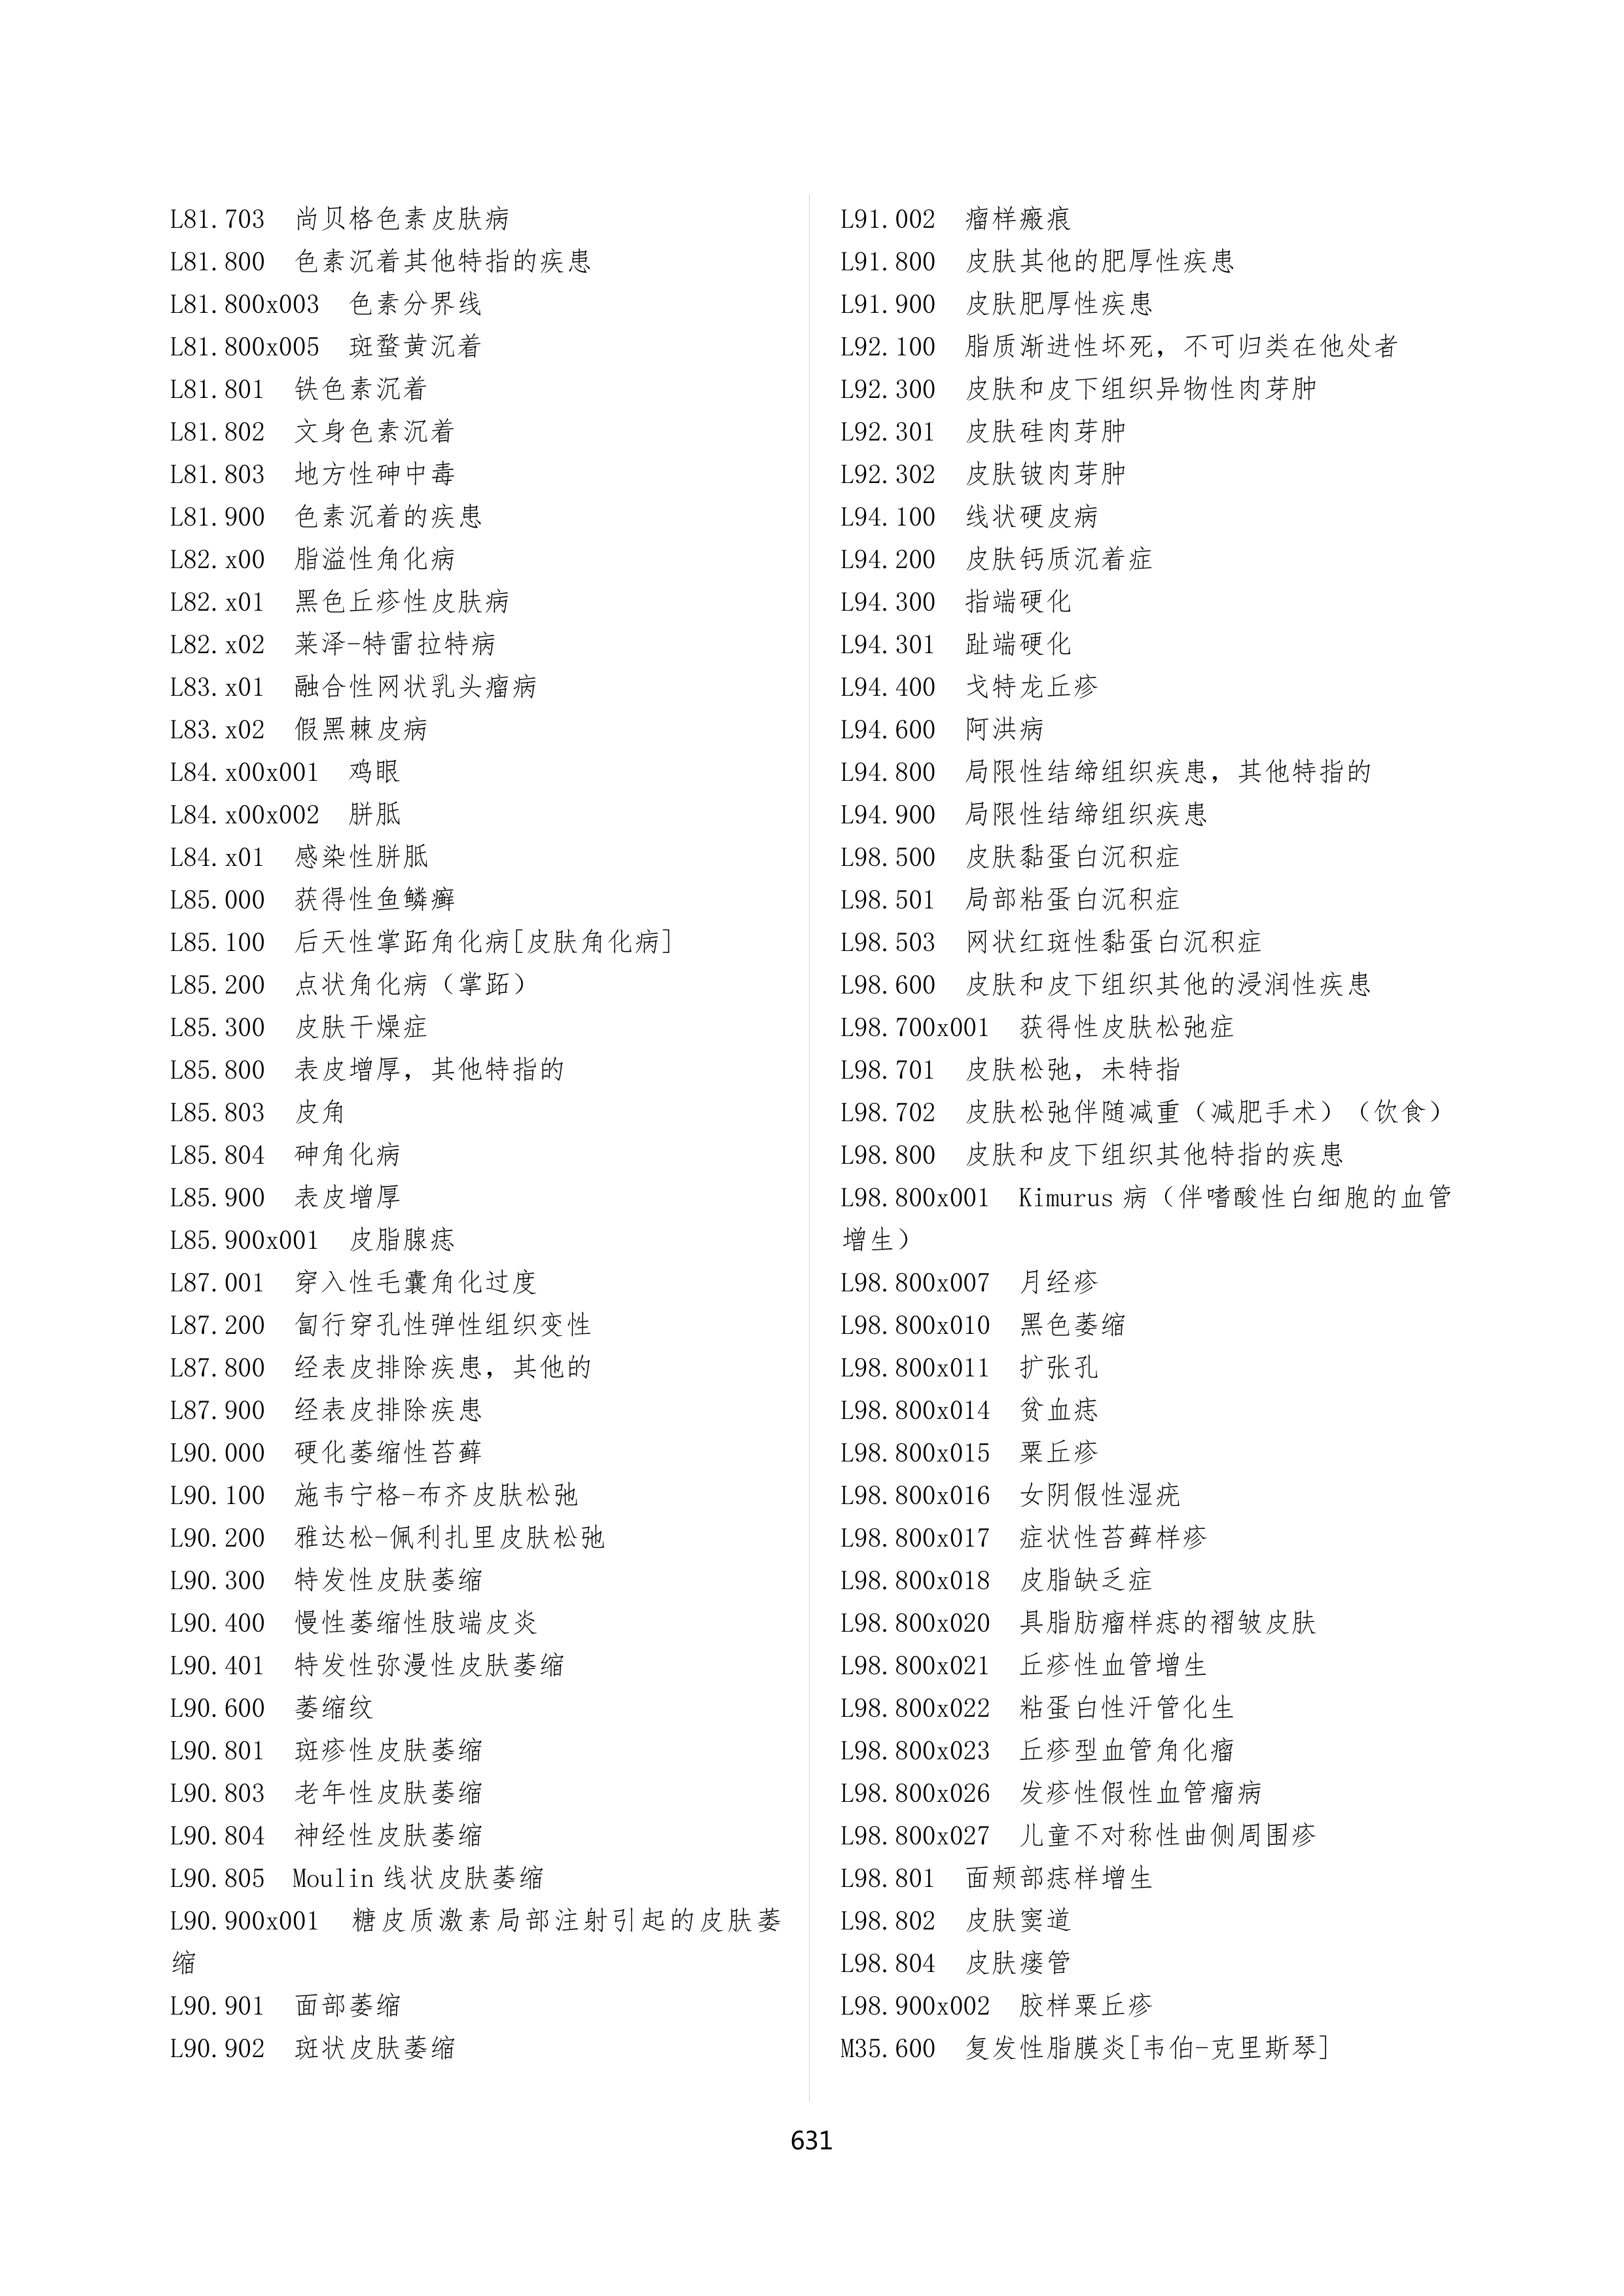 L81.703 尚贝格色素皮肤病
L81.800 色素沉着其他特指的疾患
L81.800x003 色素分界线
L81.800x005 斑蝥黄沉着
L81.801 铁色素沉着
L81.802 文身色素沉着
L81.803 地方性砷中毒
L81.900 色素沉着的疾患
L82.x00 脂溢性角化病
L82.x01 黑色丘疹性皮肤病
L82.x02 莱泽-特雷拉特病
L83.x01 融合性网状乳头瘤病
L83.x02 假黑棘皮病
L84.x00x001 鸡眼
L84.x00x002 胼胝
L84.x01 感染性胼胝
L85.000 获得性鱼鳞癣
L85.100 后天性掌跖角化病[皮肤角化病]
L85.200 点状角化病（掌跖）
L85.300 皮肤干燥症
L85.800 表皮增厚，其他特指的
L85.803 皮角
L85.804 砷角化病
L85.900 表皮增厚
L85.900x001 皮脂腺痣
L87.001 穿入性毛囊角化过度
L87.200 匐行穿孔性弹性组织变性
L87.800 经表皮排除疾患，其他的
L87.900 经表皮排除疾患
L90.000 硬化萎缩性苔藓
L90.100 施韦宁格-布齐皮肤松弛
L90.200 雅达松-佩利扎里皮肤松弛
L90.300 特发性皮肤萎缩
L90.400 慢性萎缩性肢端皮炎
L90.401 特发性弥漫性皮肤萎缩
L90.600 萎缩纹
L90.801 斑疹性皮肤萎缩
L90.803 老年性皮肤萎缩
L90.804 神经性皮肤萎缩
L90.805 Moulin 线状皮肤萎缩
L90.900x001 糖皮质激素局部注射引起的皮肤萎
缩
L90.901 面部萎缩
L90.902 斑状皮肤萎缩
L91.002 瘤样瘢痕
L91.800 皮肤其他的肥厚性疾患
L91.900 皮肤肥厚性疾患
L92.100 脂质渐进性坏死，不可归类在他处者
L92.300 皮肤和皮下组织异物性肉芽肿
L92.301 皮肤硅肉芽肿
L92.302 皮肤铍肉芽肿
L94.100 线状硬皮病
L94.200 皮肤钙质沉着症
L94.300 指端硬化
L94.301 趾端硬化
L94.400 戈特龙丘疹
L94.600 阿洪病
L94.800 局限性结缔组织疾患，其他特指的
L94.900 局限性结缔组织疾患
L98.500 皮肤黏蛋白沉积症
L98.501 局部粘蛋白沉积症
L98.503 网状红斑性黏蛋白沉积症
L98.600 皮肤和皮下组织其他的浸润性疾患
L98.700x001 获得性皮肤松弛症
L98.701 皮肤松弛，未特指
L98.702 皮肤松弛伴随减重（减肥手术）（饮食）
L98.800 皮肤和皮下组织其他特指的疾患
L98.800x001 Kimurus 病（伴嗜酸性白细胞的血管
增生）
L98.800x007 月经疹
L98.800x010 黑色萎缩
L98.800x011 扩张孔
L98.800x014 贫血痣
L98.800x015 粟丘疹
L98.800x016 女阴假性湿疣
L98.800x017 症状性苔藓样疹
L98.800x018 皮脂缺乏症
L98.800x020 具脂肪瘤样痣的褶皱皮肤
L98.800x021 丘疹性血管增生
L98.800x022 粘蛋白性汗管化生
L98.800x023 丘疹型血管角化瘤
L98.800x026 发疹性假性血管瘤病
L98.800x027 儿童不对称性曲侧周围疹
L98.801 面颊部痣样增生
L98.802 皮肤窦道
L98.804 皮肤瘘管
L98.900x002 胶样粟丘疹
M35.600 复发性脂膜炎[韦伯-克里斯琴]
631